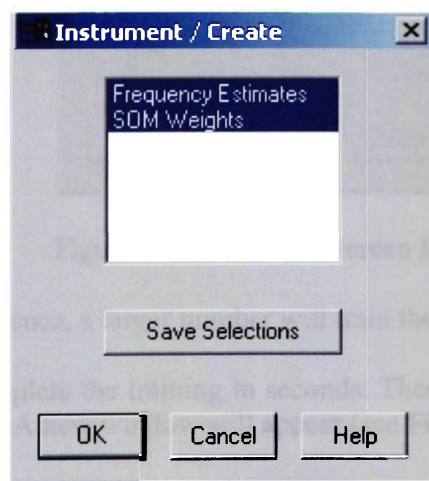 Instrument / Create
Frequency Estimates
SOM Weights
Save Selections
OK Cancel Help